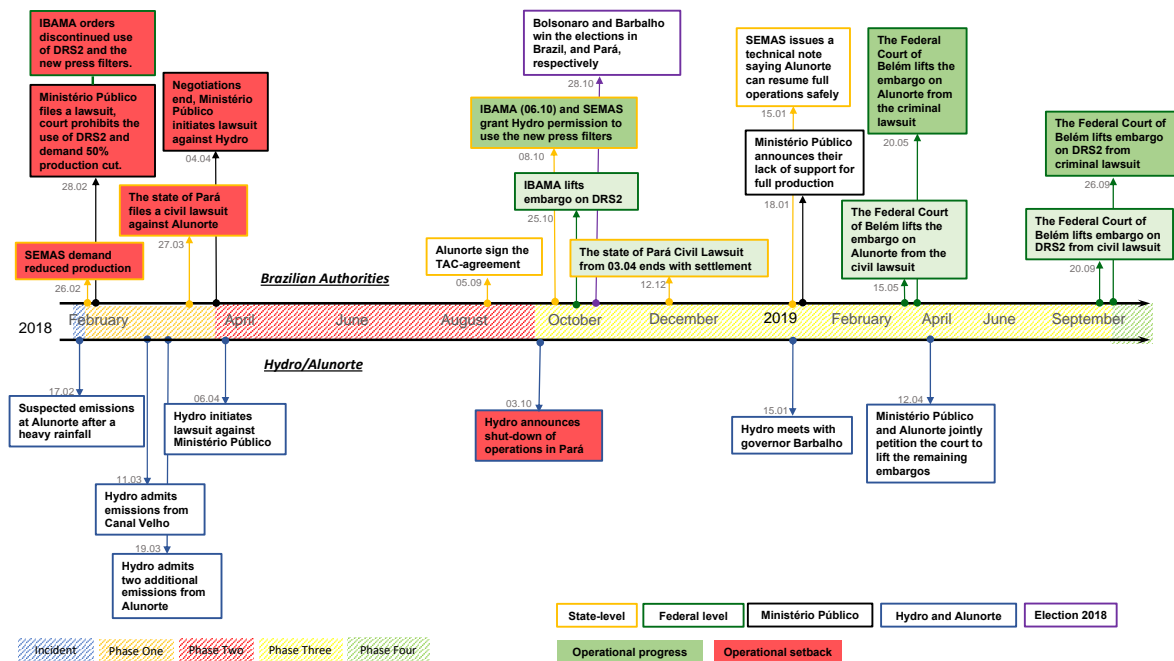 IBAMA orders
discontinued use
of DRS2 and the
new press filters.
Ministério Público
files a lawsuit,
court prohibits the
use of DRS2 and
demand 50%
production cut.
28.02
Negotiations
end, Ministério
Público
initiates lawsuit
against Hydro
04.04
The state of Pará
files a civil lawsuit
against Alunorte
27.03
SEMAS demand
reduced production
26.02
Bolsonaro and Barbalho
win the elections in
Brazil, and Pará,
respectively
28.10
IBAMA (06.10) and SEMAS
grant Hydro permission to
use the new press filters
08.10
IBAMA lifts
embargo on DRS2
25.10
Alunorte sign the
TAC-agreement
05.09
The state of Pará Civil Lawsuit
from 03.04 ends with settlement
12.12
SEMAS issues a
technical note
saying Alunorte
can resume full
operations safely
15.01
Ministério Público
announces their
lack of support for
full production
18.01
The Federal Court of
Belém lifts the
embargo on
Alunorte from
the criminal
lawsuit
20.05
The Federal Court
of Belém lifts the
embargo on
Alunorte from the
civil lawsuit
15.05
The Federal Court of
Belém lifts embargo
on DRS2 from
criminal lawsuit
26.09
The Federal Court of
Belém lifts embargo on
DRS2 from civil lawsuit
20.09
Brazilian Authorities
2018
February
April
June
August
October
December
2019
February
April
June
September
Hydro/Alunorte
17.02
Suspected emissions
at Alunorte after a
heavy rainfall
06.04
Hydro initiates
lawsuit against
Ministério Público
11.03
Hydro admits
emissions from
Canal Velho
19.03
Hydro admits
two additional
emissions from
Alunorte
03.10
Hydro announces
shut-down of
operations in Pará
15.01
Hydro meets with
governor Barbalho
12.04
Ministério Público
and Alunorte jointly
petition the court to
lift the remaining
embargos
State-level
Federal level
Ministério Público
Hydro and Alunorte
Election 2018
Operational progress
Operational setback
Incident
Phase One
Phase Two
Phase Three
Phase Four